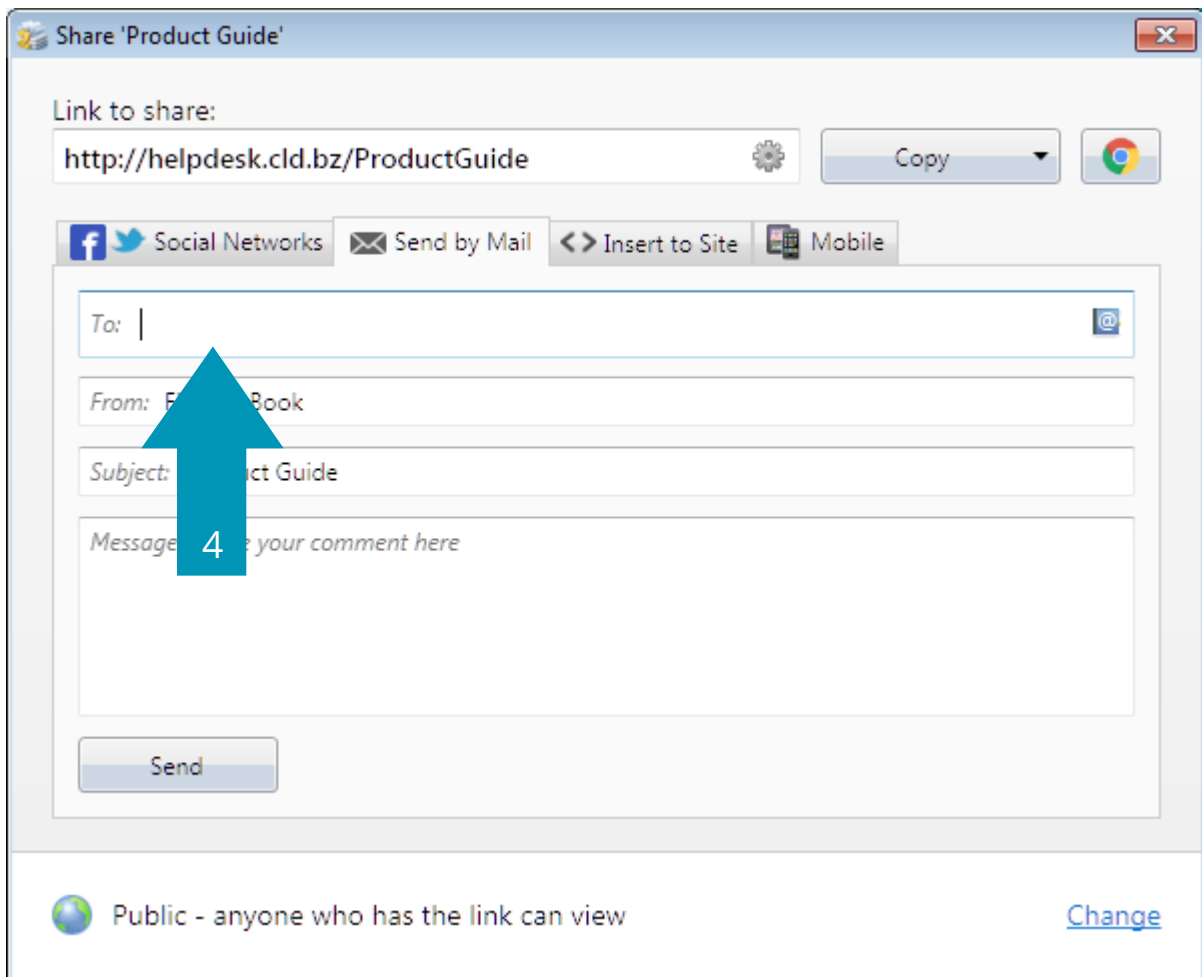 Share 'Product Guide'
Link to share:
http://helpdesk.cld.bz/ProductGuide
Copy
Social Networks
Send by Mail
<> Insert to Site
Mobile
To:
From: Book
Subject: Guide
Message your comment here
4
Send
Public - anyone who has the link can view
Change